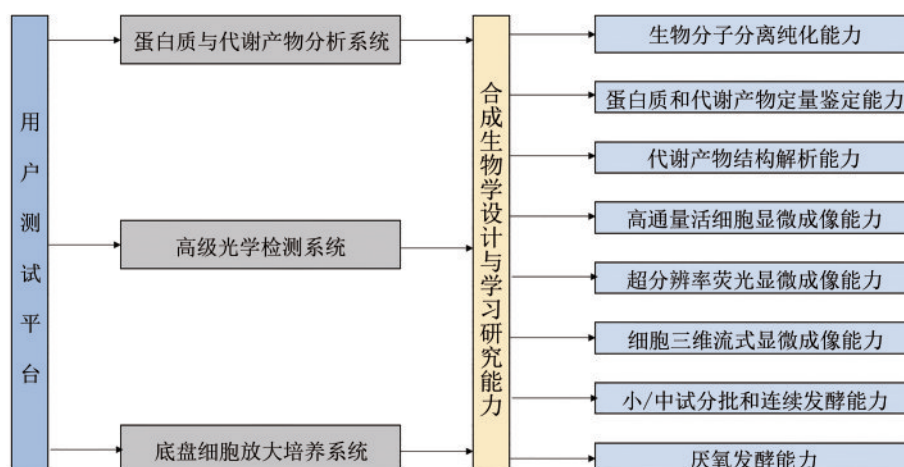 用户测试平台
蛋白质与代谢产物分析系统
高级光学检测系统
底盘细胞放大培养系统
合成生物学设计与学习研究能力
生物分子分离纯化能力
蛋白质和代谢产物定量鉴定能力
代谢产物结构解析能力
高通量活细胞显微成像能力
超分辨率荧光显微成像能力
细胞三维流式显微成像能力
小/中试分批和连续发酵能力
厌氧发酵能力